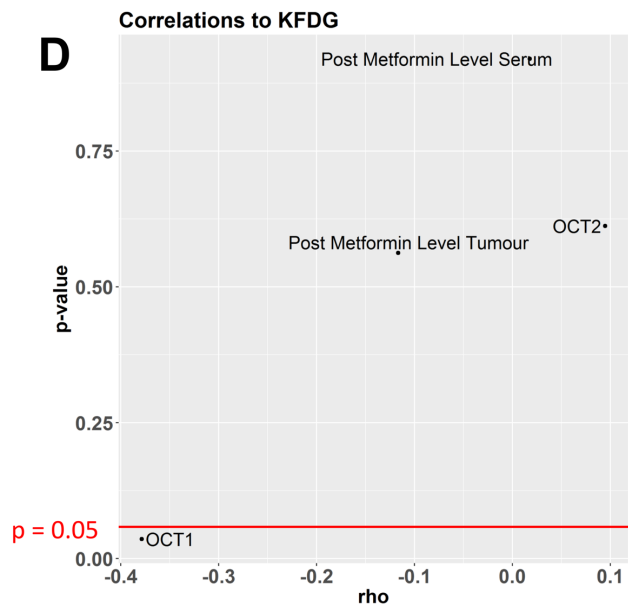 Correlations to KFDG
D
Post Metformin Level Serum
0.75
OCT2
Post Metformin Level Tumour
0.50
p-value
0.25
p = 0.05
OCT1
0.00
-0.4 -0.3 -0.2 -0.1 0.0 0.1
rho